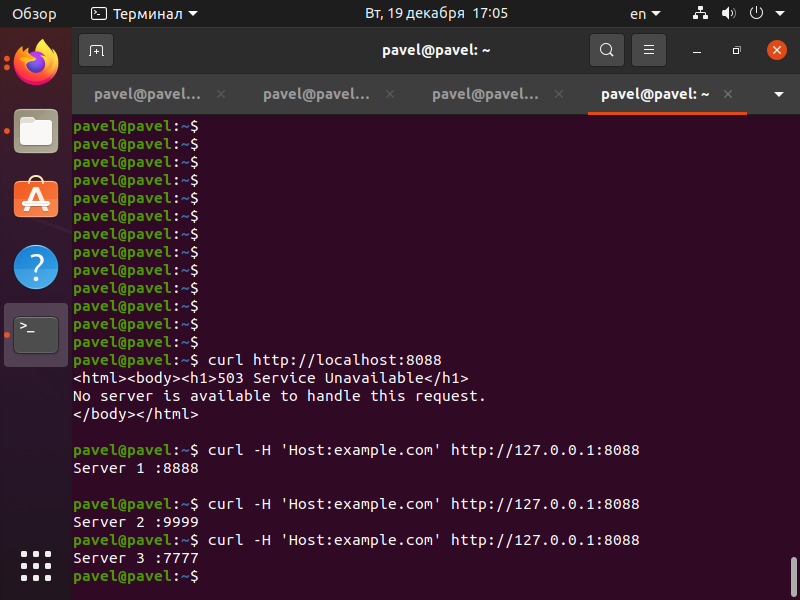 Обзор Терминал Вт, 19 декабря 17:05 en
pavel@pavel: ~
pavel@pavel... pavel@pavel... pavel@pavel... pavel@pavel: ~
pavel@pavel:~$
pavel@pavel:~$
pavel@pavel:~$
pavel@pavel:~$
pavel@pavel:~$
pavel@pavel:~$
pavel@pavel:~$
pavel@pavel:~$
pavel@pavel:~$
pavel@pavel:~$
pavel@pavel:~$
pavel@pavel:~$
pavel@pavel:~$
pavel@pavel:~$ curl http://localhost:8088
<html><body><h1>503 Service Unavailable</h1>
No server is available to handle this request.
</body></html>
pavel@pavel:~$ curl -H 'Host:example.com' http://127.0.0.1:8088
Server 1 :8888
pavel@pavel:~$ curl -H 'Host:example.com' http://127.0.0.1:8088
Server 2 :9999
pavel@pavel:~$ curl -H 'Host:example.com' http://127.0.0.1:8088
Server 3 :7777
pavel@pavel:~$